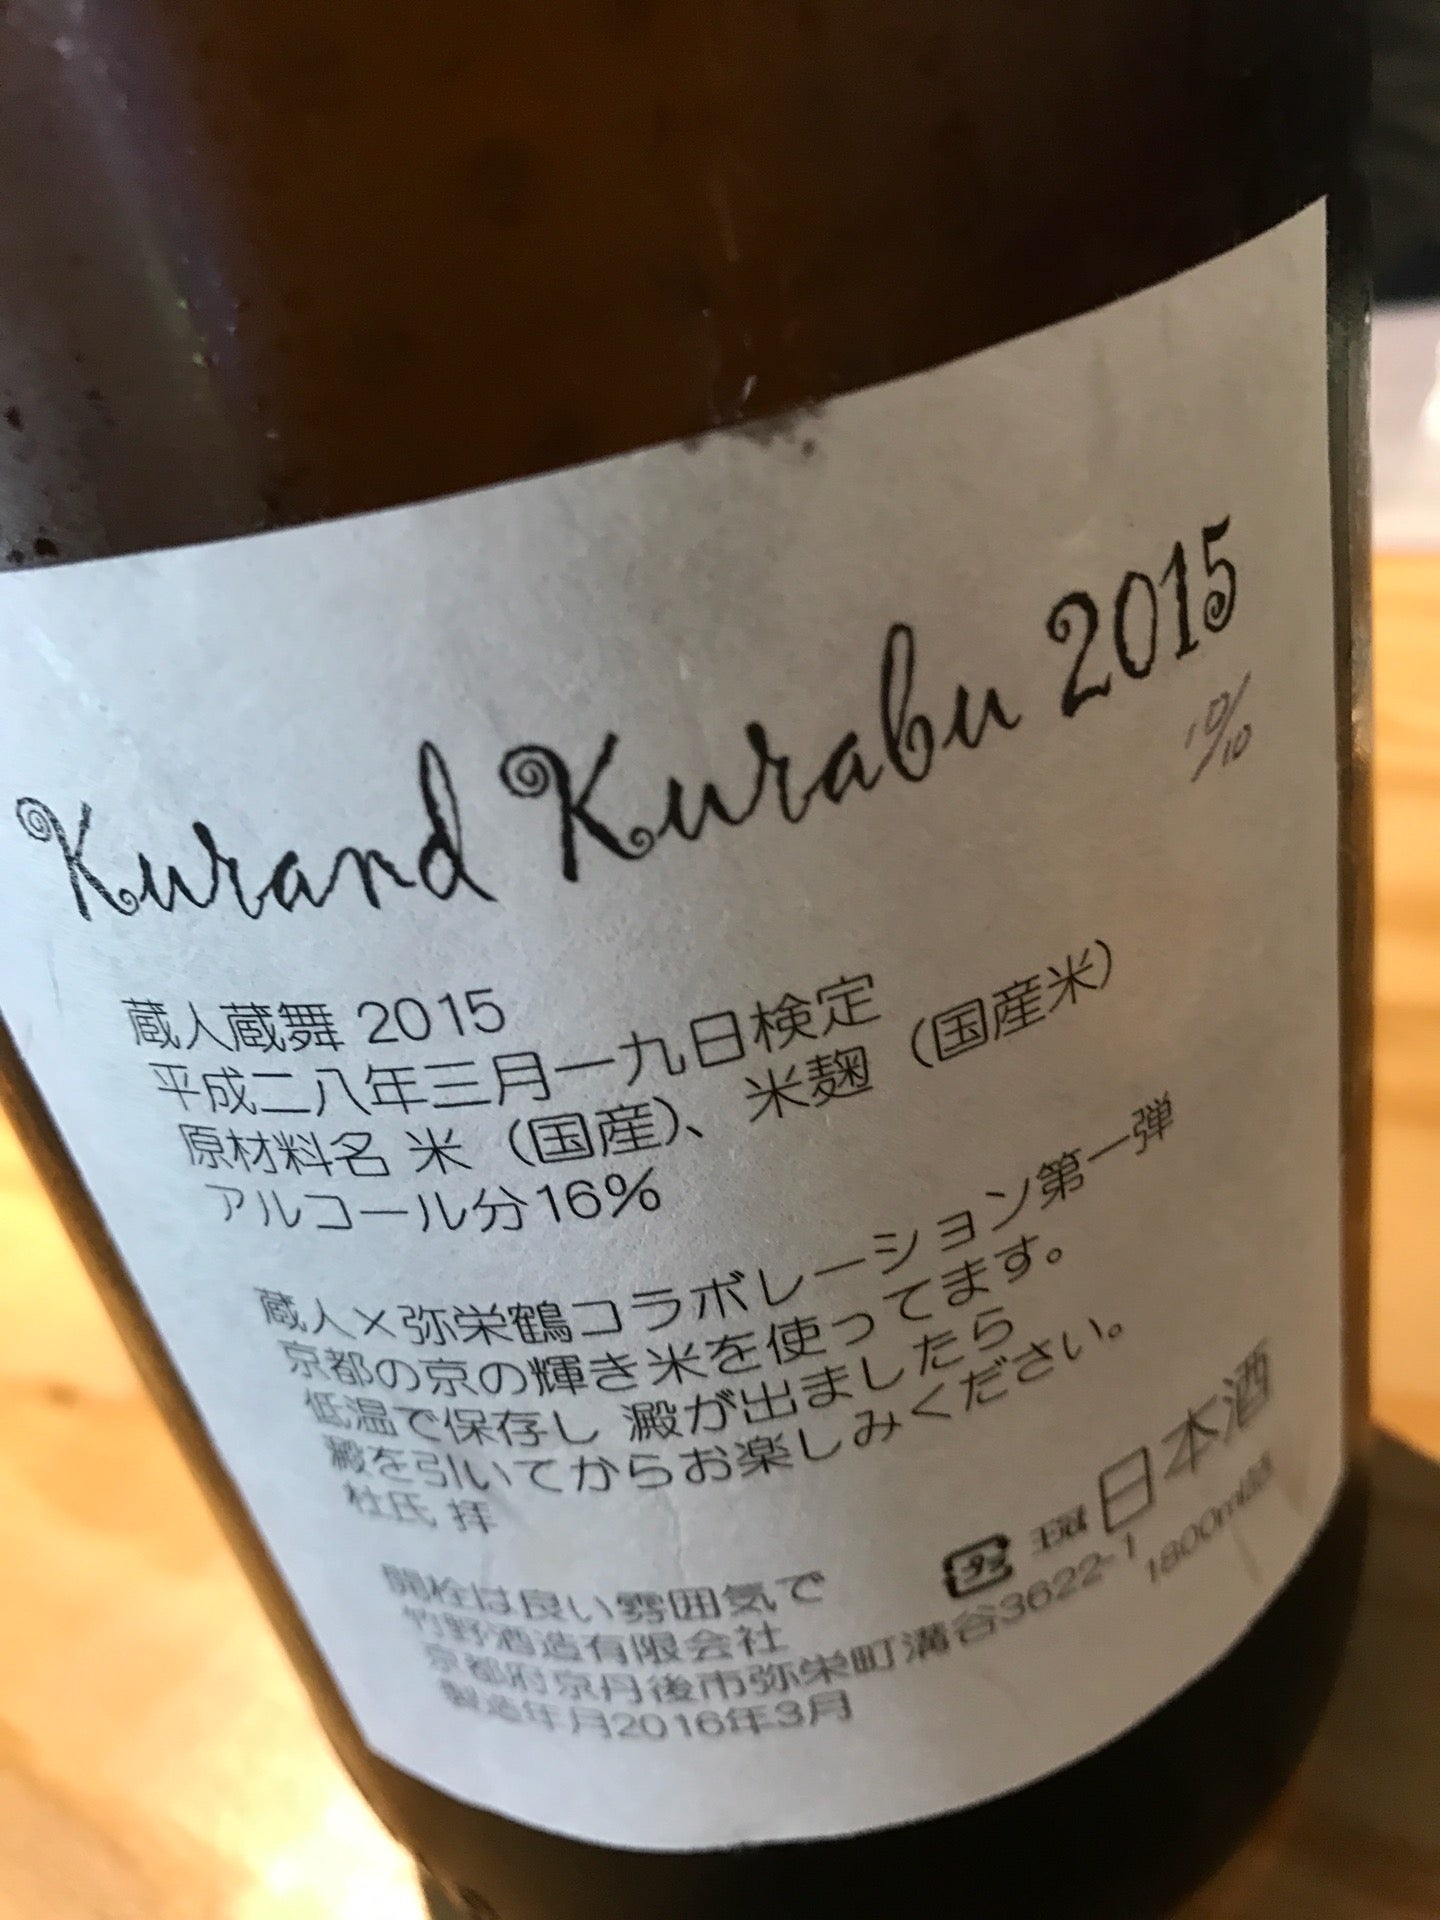 Kurand Kurabu 2015
10/10
蔵人蔵舞 2015
平成二八年三月一九日検定
原材料名 米（国産）、米麹（国産米）
アルコール分16%
蔵人×弥栄鶴コラボレーション第一弾
京都の京の輝き米を使ってます。
低温で保存し 澱が出ましたら
澱を引いてからお楽しみください。
杜氏 拝
日本酒
1800ml詰
開栓は良い雰囲気で
竹野酒造有限会社
京都府京丹後市弥栄町溝谷3622-1
製造年月2016年3月